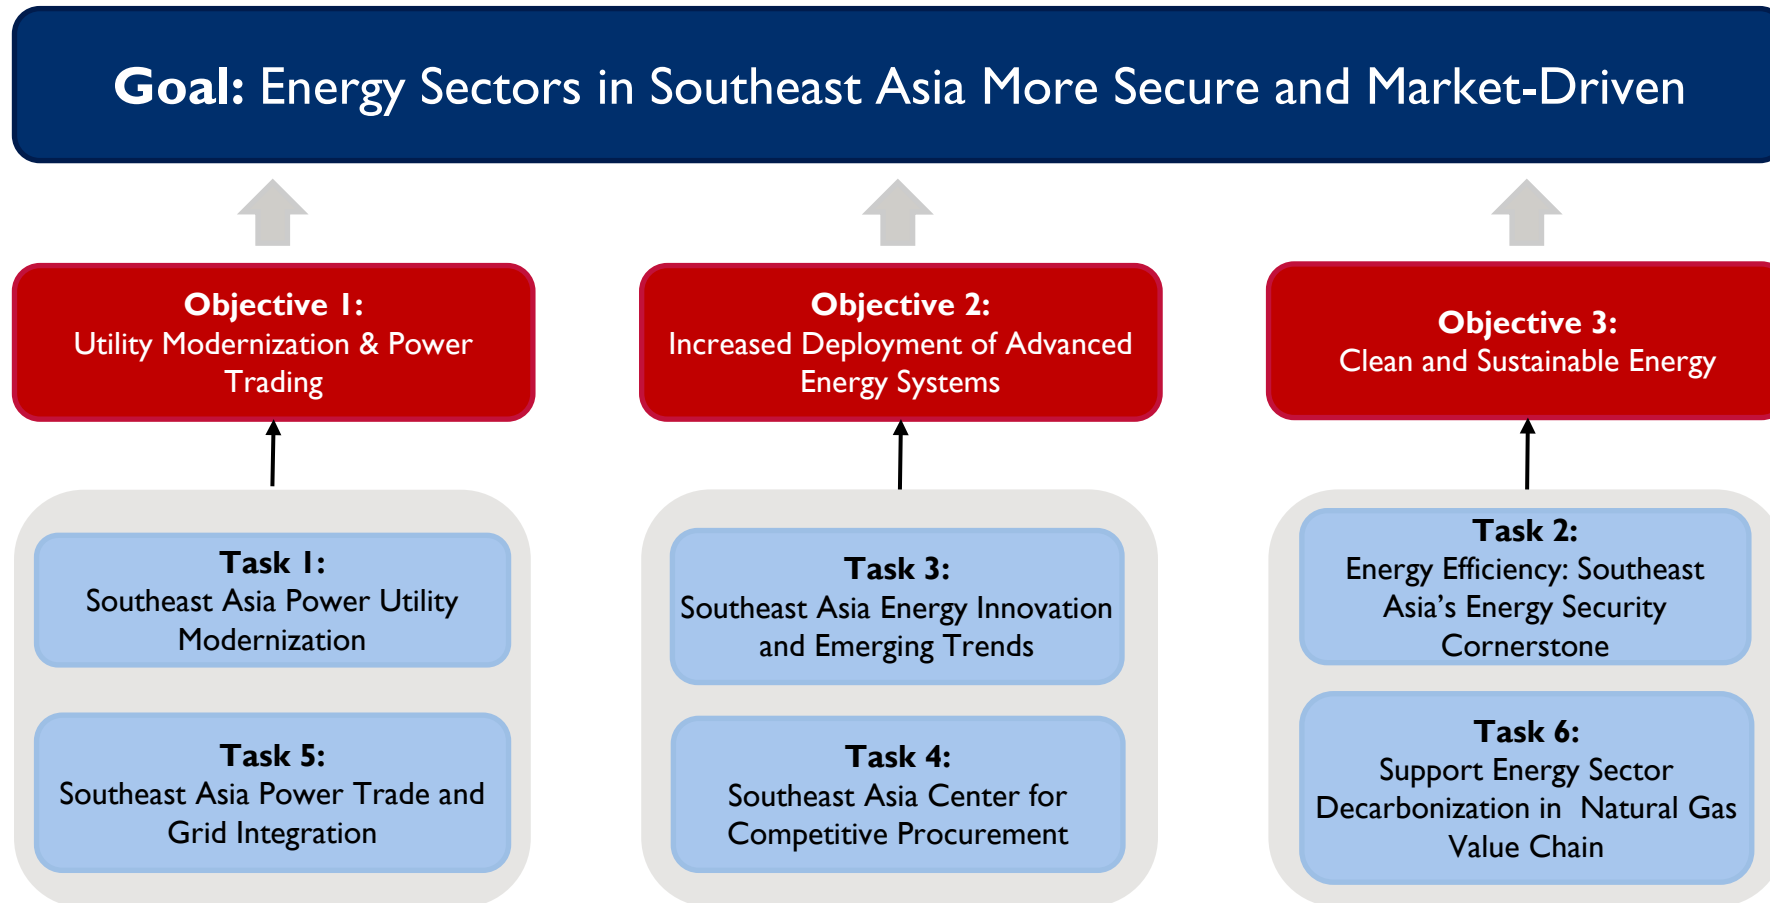 Goal: Energy Sectors in Southeast Asia More Secure and Market-Driven
Objective 1:
Utility Modernization & Power
Trading
Objective 2:
Increased Deployment of Advanced
Energy Systems
Objective 3:
Clean and Sustainable Energy
Task 1:
Southeast Asia Power Utility
Modernization
Task 5:
Southeast Asia Power Trade and
Grid Integration
Task 3:
Southeast Asia Energy Innovation
and Emerging Trends
Task 4:
Southeast Asia Center for
Competitive Procurement
Task 2:
Energy Efficiency: Southeast
Asia’s Energy Security
Cornerstone
Task 6:
Support Energy Sector
Decarbonization in Natural Gas
Value Chain